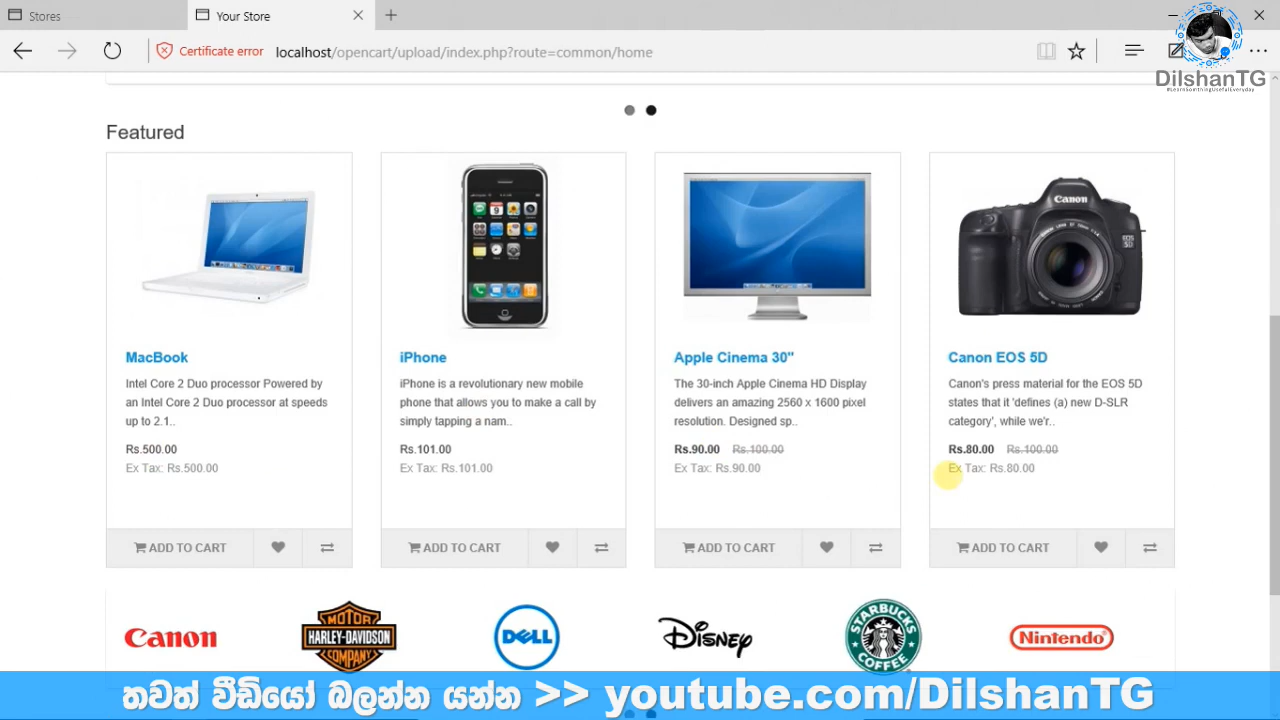 Stores
Your Store
Certificate error
localhost/opencart/upload/index.php?route=common/home
DilshanTG
#LearnSomthingUsefulEveryday
Featured
Canon
EOS 5D
MacBook
Intel Core 2 Duo processor Powered by
an Intel Core 2 Duo processor at speeds
up to 2.1..
Rs.500.00
Ex Tax: Rs.500.00
ADD TO CART
iPhone
iPhone is a revolutionary new mobile
phone that allows you to make a call by
simply tapping a nam..
Rs.101.00
Ex Tax: Rs.101.00
ADD TO CART
Apple Cinema 30"
The 30-inch Apple Cinema HD Display
delivers an amazing 2560 x 1600 pixel
resolution. Designed sp..
Rs.90.00 Rs.100.00
Ex Tax: Rs.90.00
ADD TO CART
Canon EOS 5D
Canon's press material for the EOS 5D
states that it 'defines (a) new D-SLR
category', while we'r..
Rs.80.00 Rs.100.00
Ex Tax: Rs.80.00
ADD TO CART
Canon
MOTOR
HARLEY-DAVIDSON
COMPANY
DELL
Disney
STARBUCKS
COFFEE
Nintendo
තවත් වීඩියෝ බලන්න යන්න >> youtube.com/DilshanTG